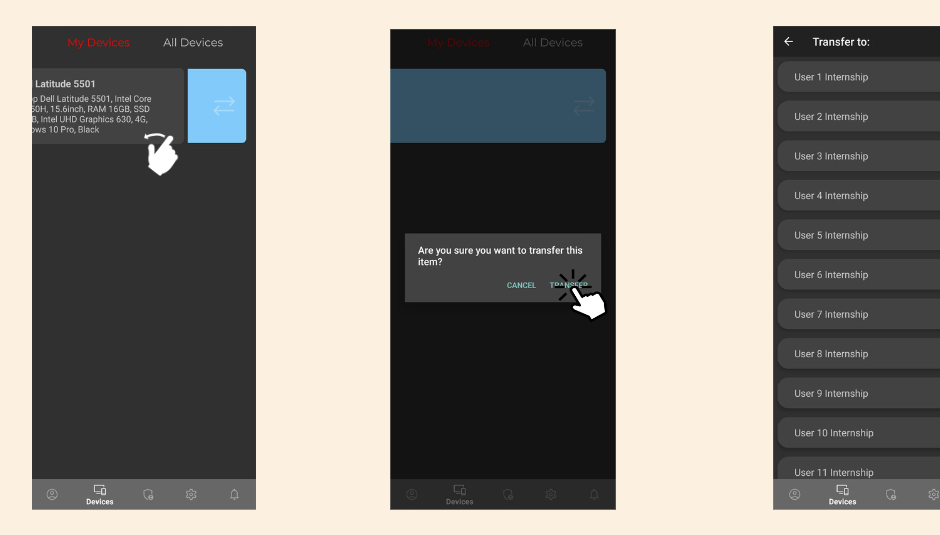 My Devices All Devices
Latitude 5501
Dell Latitude 5501, Intel Core
15.6inch, RAM 16GB, SSD
Intel UHD Graphics 630, 4G,
10 Pro, Black
Devices
My Devices All Devices
Are you sure you want to transfer this
item?
CANCEL TRANSFER
Devices
Transfer to:
User 1 Internship
User 2 Internship
User 3 Internship
User 4 Internship
User 5 Internship
User 6 Internship
User 7 Internship
User 8 Internship
User 9 Internship
User 10 Internship
User 11 Internship
Devices